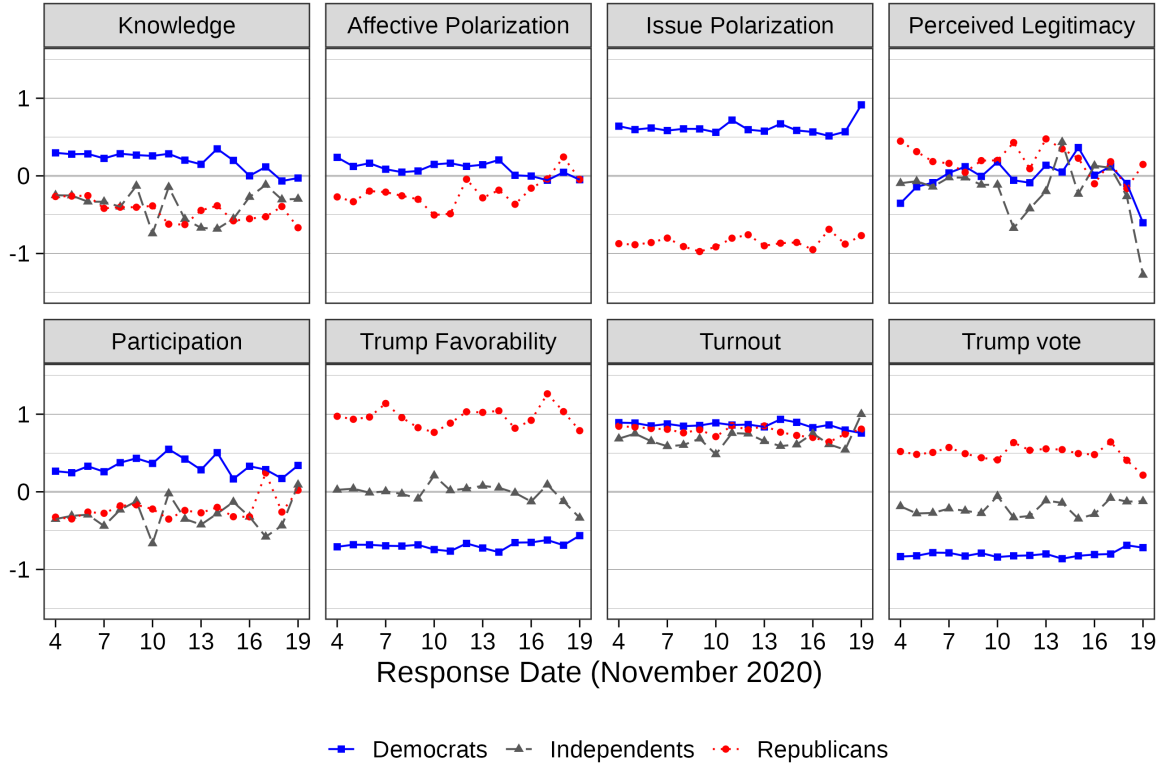 Knowledge Affective Polarization Issue Polarization Perceived Legitimacy
1
0
-1
Participation Trump Favorability Turnout Trump vote
1
0
-1
4 7 10 13 16 19 4 7 10 13 16 19 4 7 10 13 16 19 4 7 10 13 16 19
Response Date (November 2020)
Democrats Independents Republicans